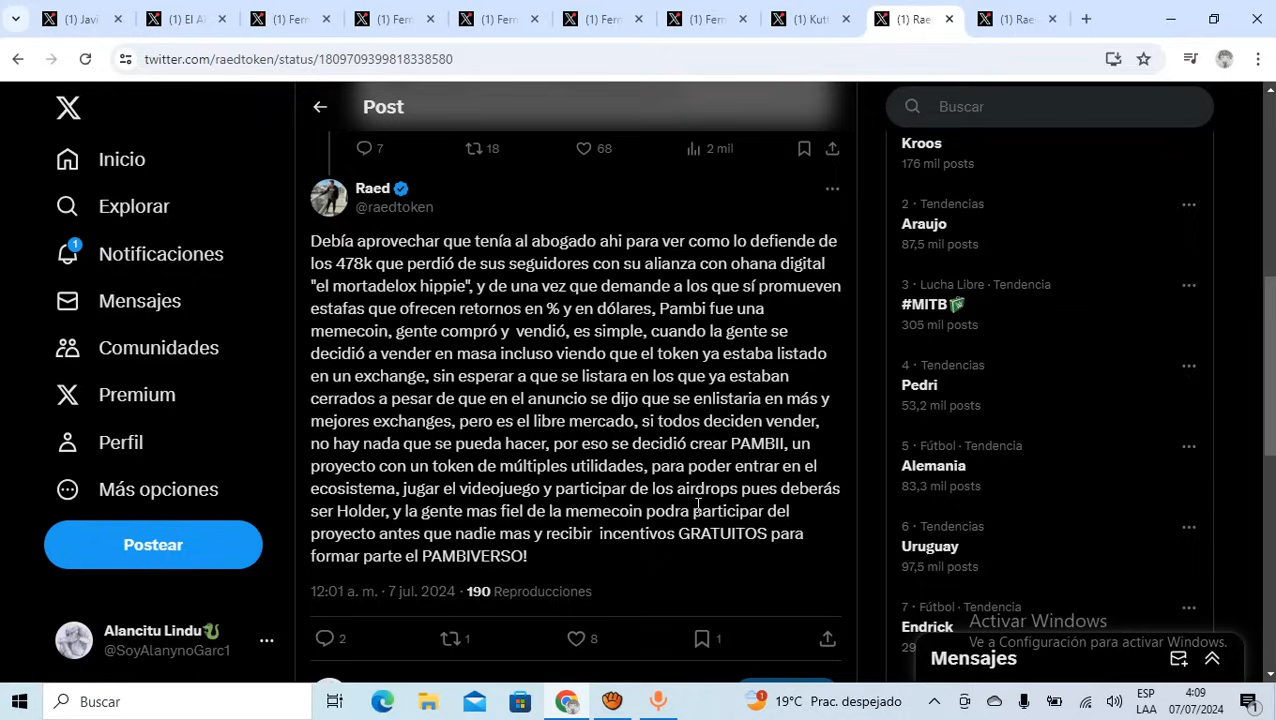 (1) Javi
(1) El Al
(1) Fern
(1) Fern
(1) Fern
(1) Fern
(1) Fern
(1) Kutt
(1) Rae
(1) Rae
twitter.com/raedtoken/status/1809709399818338580
Inicio
Explorar
1
Notificaciones
Mensajes
Comunidades
Premium
Perfil
Más opciones
Postear
Alancitu Lindu
@SoyAlanynoGarc1
Post
7 18 68 2 mil
Raed
@raedtoken
Debía aprovechar que tenía al abogado ahi para ver como lo defiende de
los 478k que perdió de sus seguidores con su alianza con ohana digital
"el mortadelox hippie", y de una vez que demande a los que sí promueven
estafas que ofrecen retornos en % y en dólares, Pambi fue una
memecoin, gente compró y vendió, es simple, cuando la gente se
decidió a vender en masa incluso viendo que el token ya estaba listado
en un exchange, sin esperar a que se listara en los que ya estaban
cerrados a pesar de que en el anuncio se dijo que se enlistaria en más y
mejores exchanges, pero es el libre mercado, si todos deciden vender,
no hay nada que se pueda hacer, por eso se decidió crear PAMBII, un
proyecto con un token de múltiples utilidades, para poder entrar en el
ecosistema, jugar el videojuego y participar de los airdrops pues deberás
ser Holder, y la gente mas fiel de la memecoin podra participar del
proyecto antes que nadie mas y recibir incentivos GRATUITOS para
formar parte el PAMBIVERSO!
12:01 a. m. · 7 jul. 2024 · 190 Reproducciones
2 1 8 1
Buscar
Kroos
176 mil posts
2 · Tendencias
Araujo
87,5 mil posts
3 · Lucha Libre · Tendencia
#MITB
305 mil posts
4 · Tendencias
Pedri
53,2 mil posts
5 · Fútbol · Tendencia
Alemania
83,3 mil posts
6 · Tendencias
Uruguay
97,5 mil posts
7 · Fútbol · Tendencia
Endrick
Activar Windows
Ve a Configuración para activar Windows.
Mensajes
Buscar
1
19°C Prac. despejado
ESP
LAA
4:09
07/07/2024
1